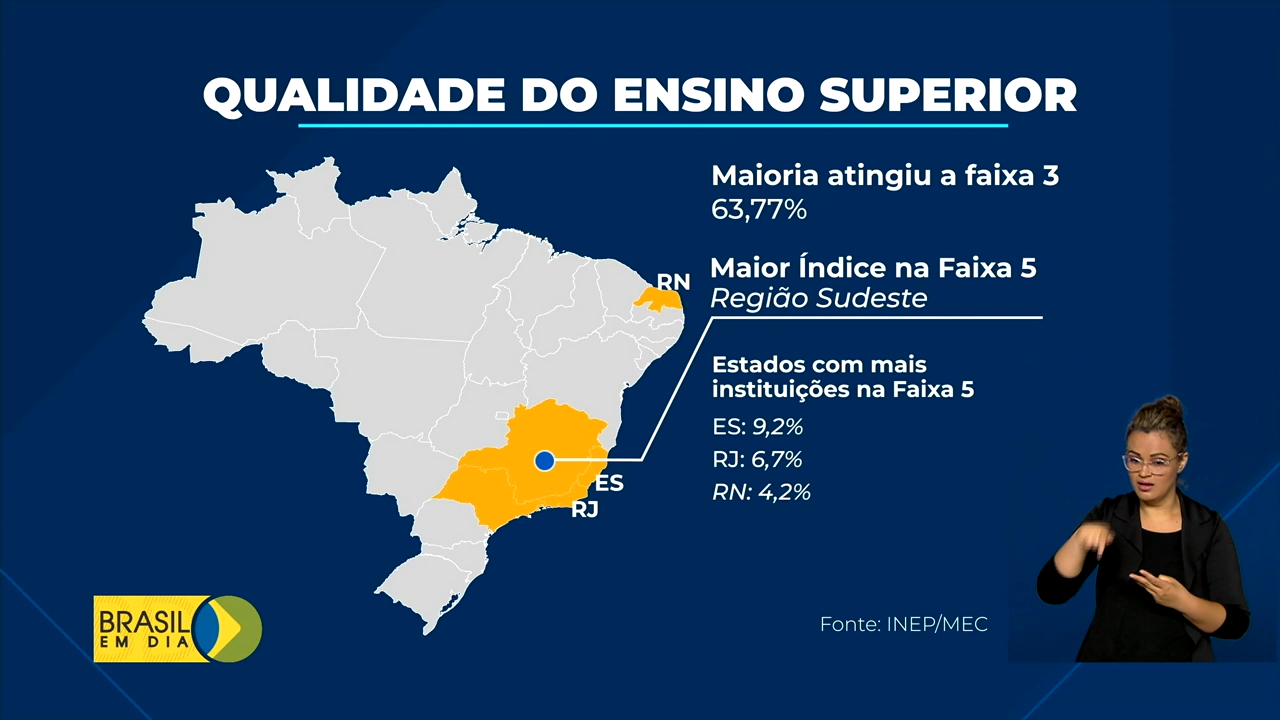 QUALIDADE DO ENSINO SUPERIOR
Maioria atingiu a faixa 3
63,77%
Maior Índice na Faixa 5
Região Sudeste
RN
Estados com mais
instituições na Faixa 5
ES: 9,2%
RJ: 6,7%
RN: 4,2%
ES
RJ
BRASIL
EM DIA
Fonte: INEP/MEC